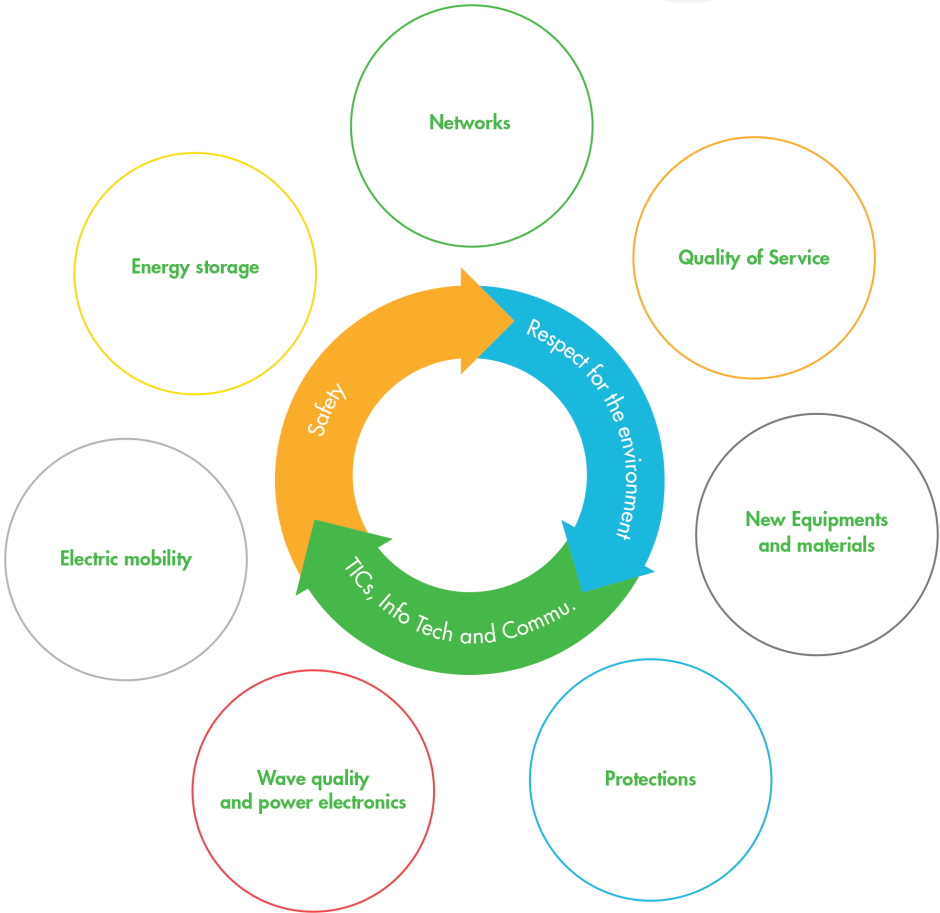 Networks
Energy storage
Quality of Service
Respect for the environment
Safety
New Equipments
and materials
Electric mobility
TICs, Info Tech and Commu.
Wave quality
and power electronics
Protections